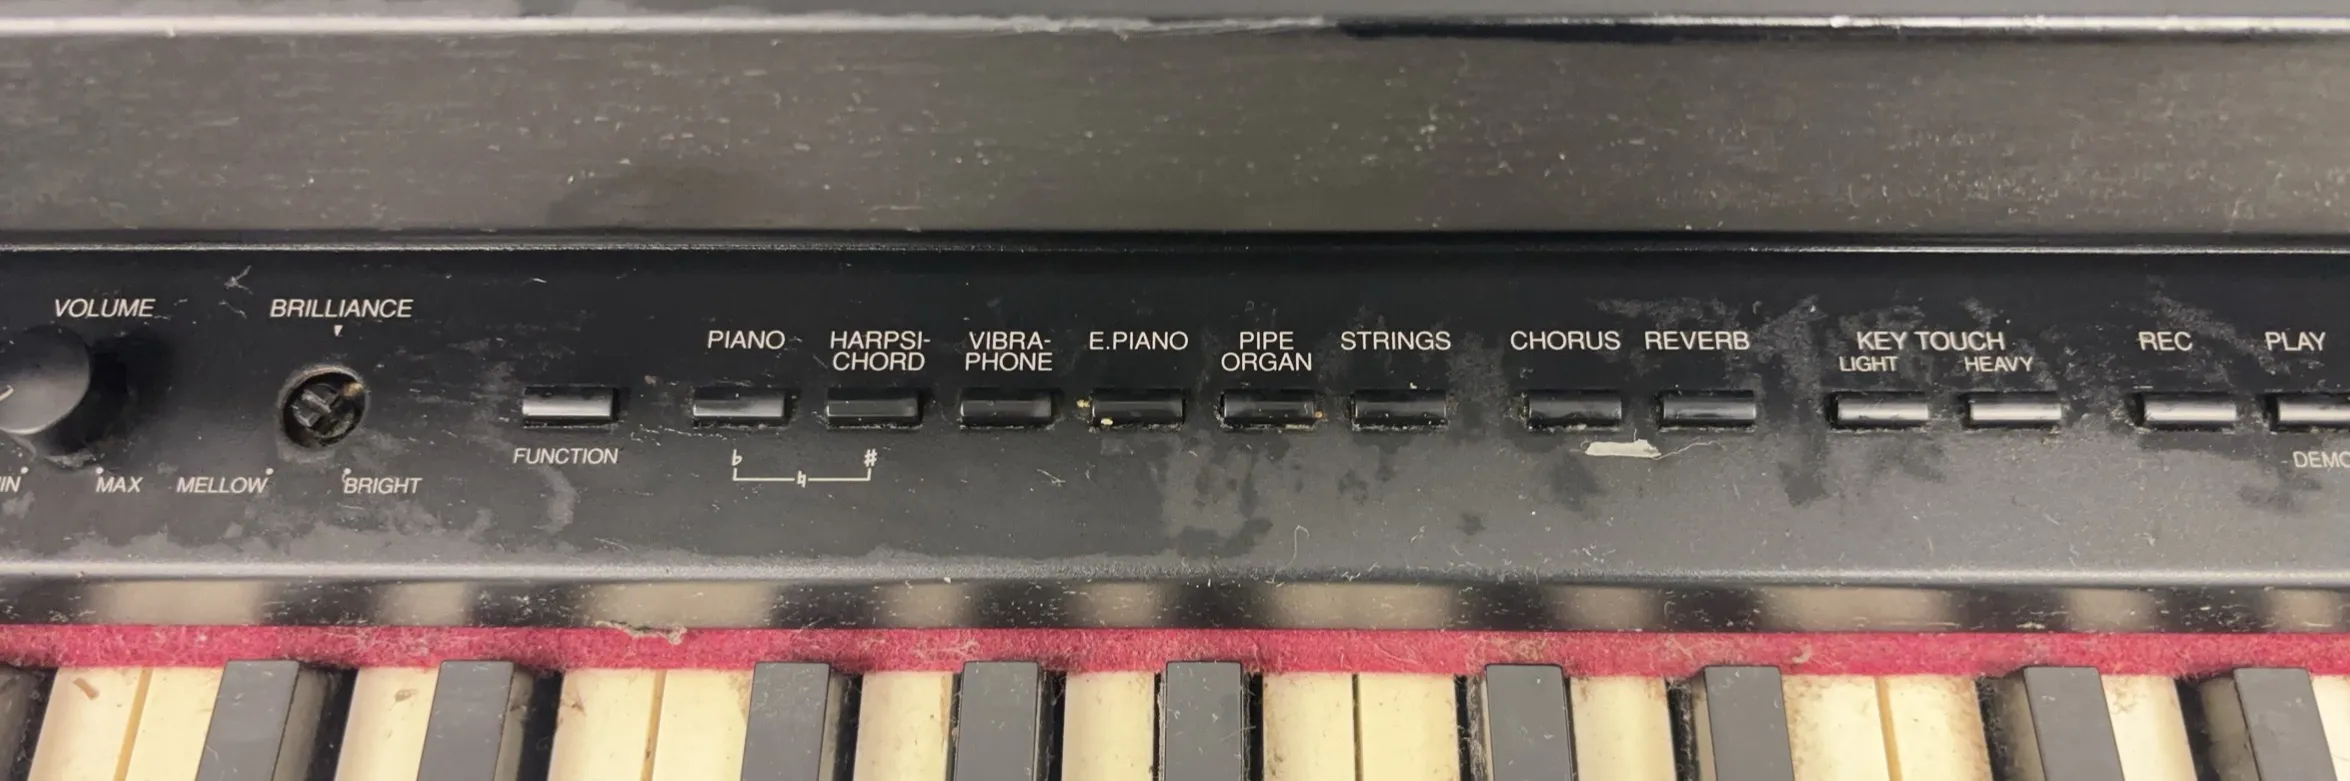 VOLUME
BRILLIANCE
MAX
MELLOW
BRIGHT
FUNCTION
PIANO
HARPSI-
CHORD
♭ ♮ #
VIBRA-
PHONE
E.PIANO
PIPE
ORGAN
STRINGS
CHORUS
REVERB
KEY TOUCH
LIGHT HEAVY
REC
PLAY